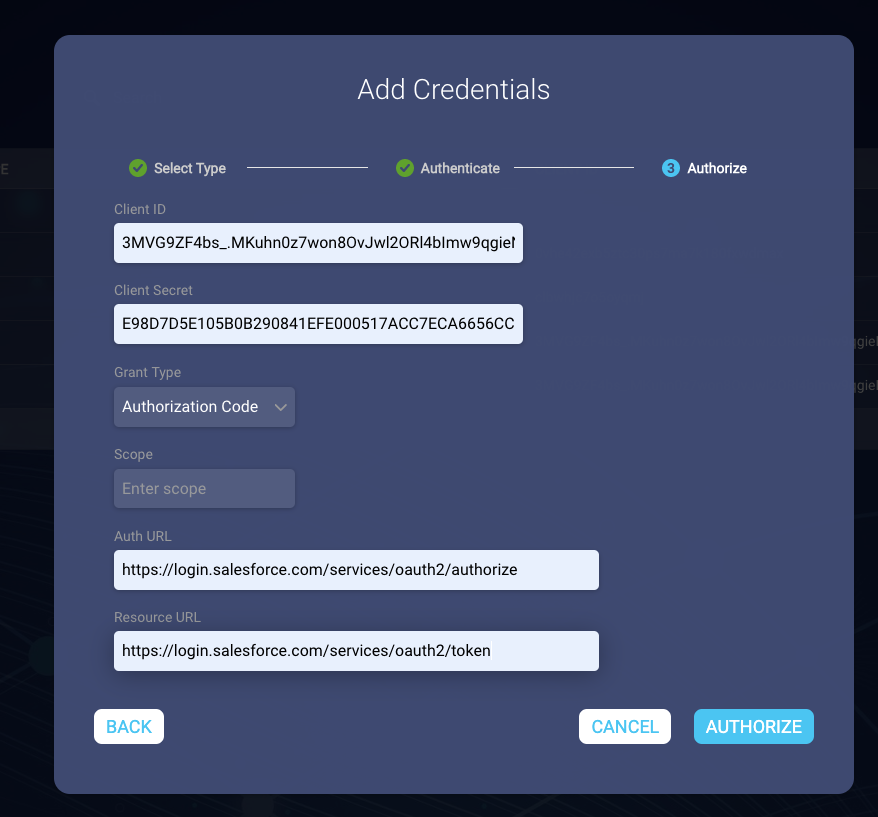 Add Credentials
Select Type
Authenticate
3 Authorize
E
Client ID
3MVG9ZF4bs_.MKuhn0z7won8OvJwl2ORl4bImw9qgieI
Client Secret
E98D7D5E105B0B290841EFE000517ACC7ECA6656CC
Grant Type
Authorization Code
Scope
Enter scope
Auth URL
https://login.salesforce.com/services/oauth2/authorize
Resource URL
https://login.salesforce.com/services/oauth2/token
BACK
CANCEL
AUTHORIZE